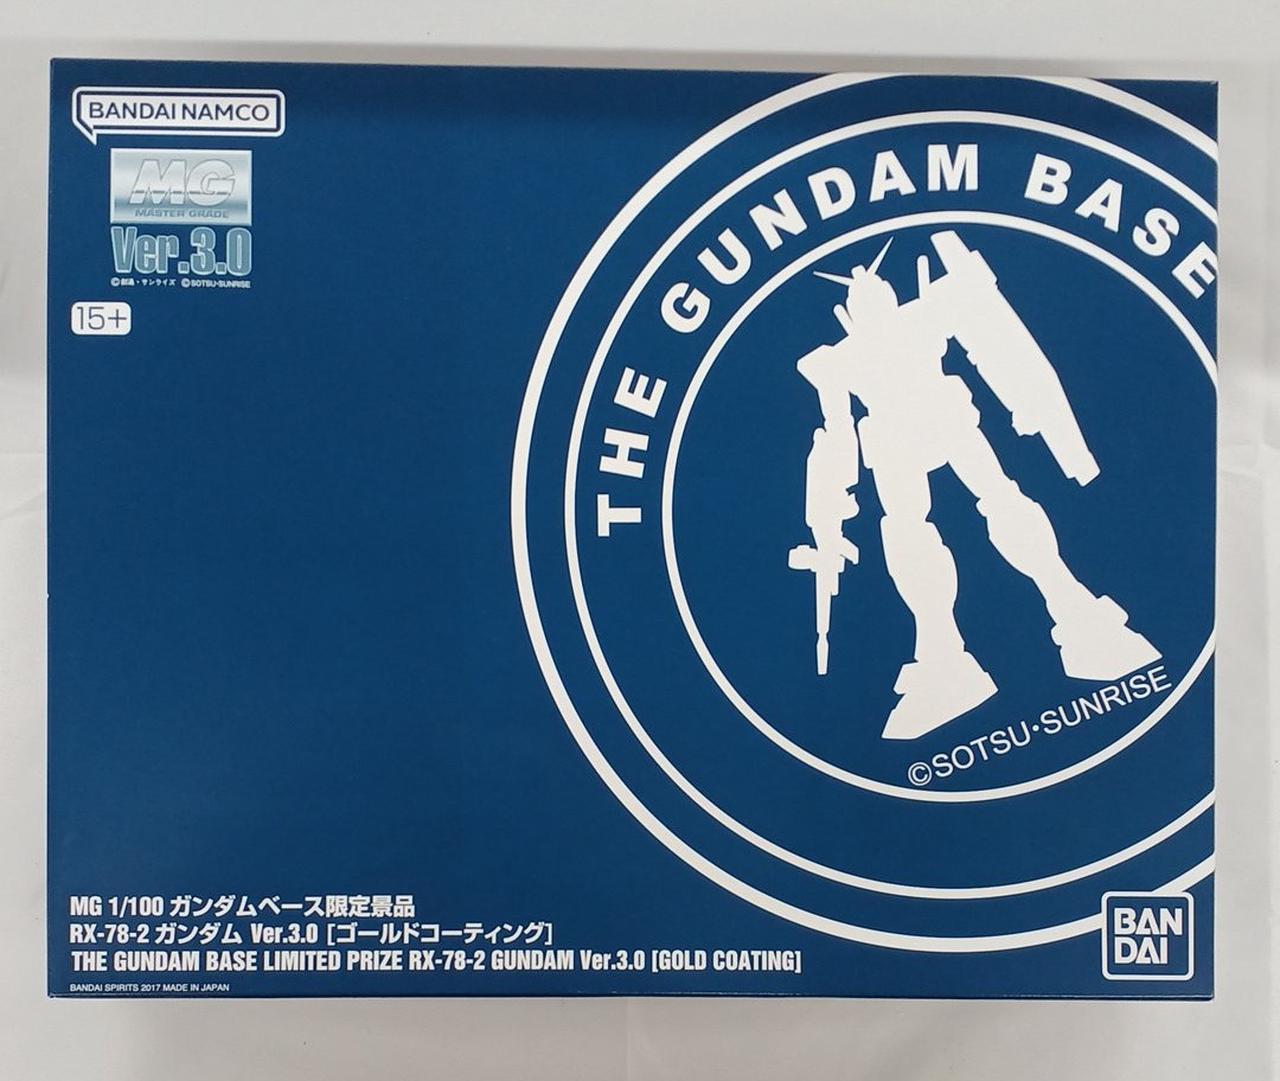 BANDAI NAMCO
MG
MASTER GRADE
Ver.3.0
©創通・サンライズ ©SOTSU・SUNRISE
15+
THE GUNDAM BASE
©SOTSU・SUNRISE
MG 1/100 ガンダムベース限定景品
RX-78-2 ガンダム Ver.3.0 [ゴールドコーティング]
THE GUNDAM BASE LIMITED PRIZE RX-78-2 GUNDAM Ver.3.0 [GOLD COATING]
BANDAI SPIRITS 2017 MADE IN JAPAN
BAN
DAI